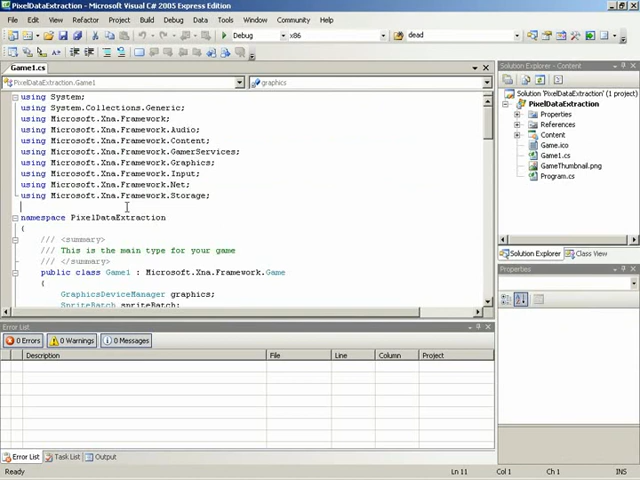 PixelDataExtraction - Microsoft Visual C# 2005 Express Edition
File Edit View Refactor Project Build Debug Data Tools Window Community Help
Debug x86 dead
Game1.cs
PixelDataExtraction.Game1 graphics
using System;
using System.Collections.Generic;
using Microsoft.Xna.Framework;
using Microsoft.Xna.Framework.Audio;
using Microsoft.Xna.Framework.Content;
using Microsoft.Xna.Framework.GamerServices;
using Microsoft.Xna.Framework.Graphics;
using Microsoft.Xna.Framework.Input;
using Microsoft.Xna.Framework.Net;
using Microsoft.Xna.Framework.Storage;
namespace PixelDataExtraction
{
/// <summary>
/// This is the main type for your game
/// </summary>
public class Game1 : Microsoft.Xna.Framework.Game
{
GraphicsDeviceManager graphics;
SpriteBatch spriteBatch;
Solution Explorer
Solution 'PixelDataExtraction' (1 project)
PixelDataExtraction
Properties
References
Content
Game.ico
Game1.cs
GameThumbnail.png
Program.cs
Solution Explorer Class View
Properties
Error List
0 Errors 0 Warnings 0 Messages
Description File Line Column Project
Error List Task List Output
Ready Ln 11 Col 1 Ch 1 INS